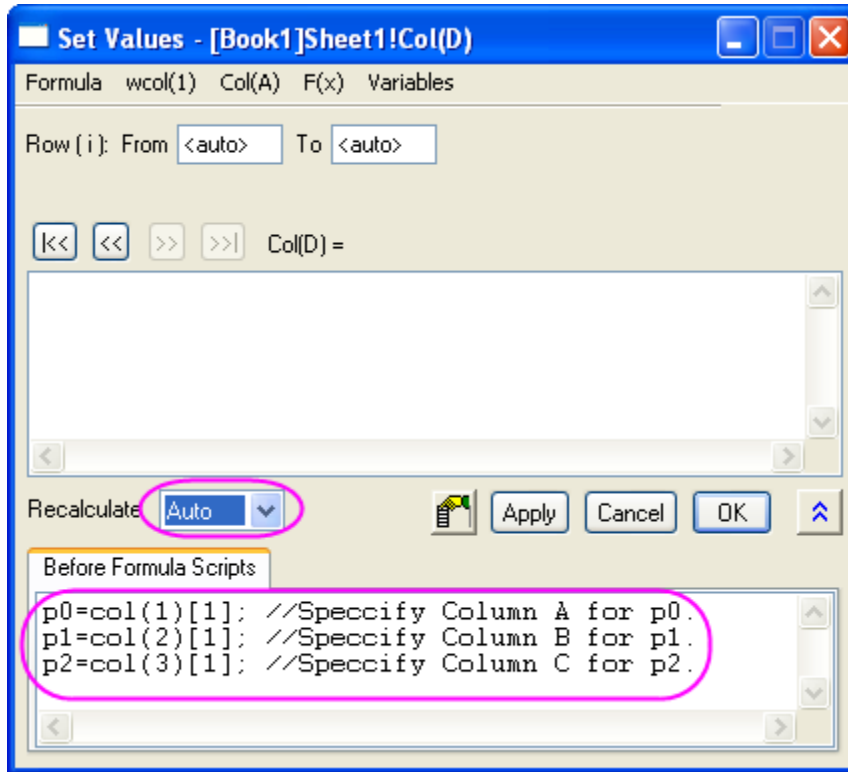 Set Values - [Book1]Sheet1!Col(D)
Formula wcol(1) Col(A) F(x) Variables
Row ( i ): From <auto> To <auto>
|<< << >> >>| Col(D) =
Recalculate Auto Apply Cancel OK
Before Formula Scripts
p0=col(1)[1]; //Speccify Column A for p0.
p1=col(2)[1]; //Speccify Column B for p1.
p2=col(3)[1]; //Speccify Column C for p2.